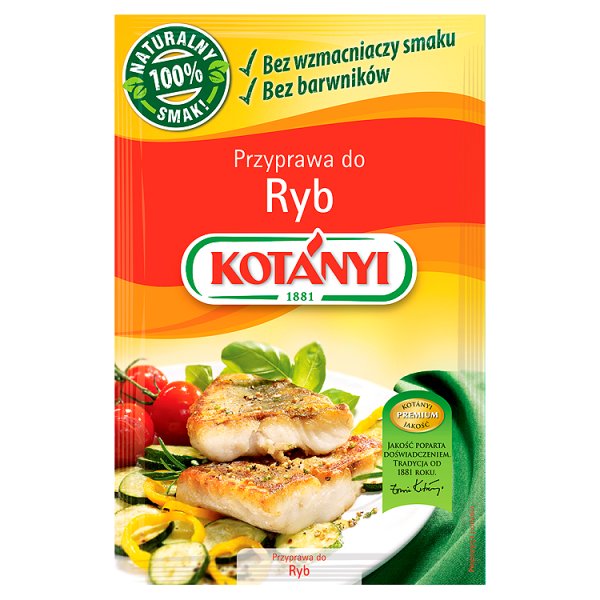 NATURALNY
100%
SMAK!
Bez wzmacniaczy smaku
Bez barwników
Przyprawa do
Ryb
KOTÁNYI
1881
KOTÁNYI
PREMIUM
JAKOŚĆ
JAKOŚĆ POPARTA
DOŚWIADCZENIEM.
TRADYCJA OD
1881 ROKU.
Przyprawa do
Ryb